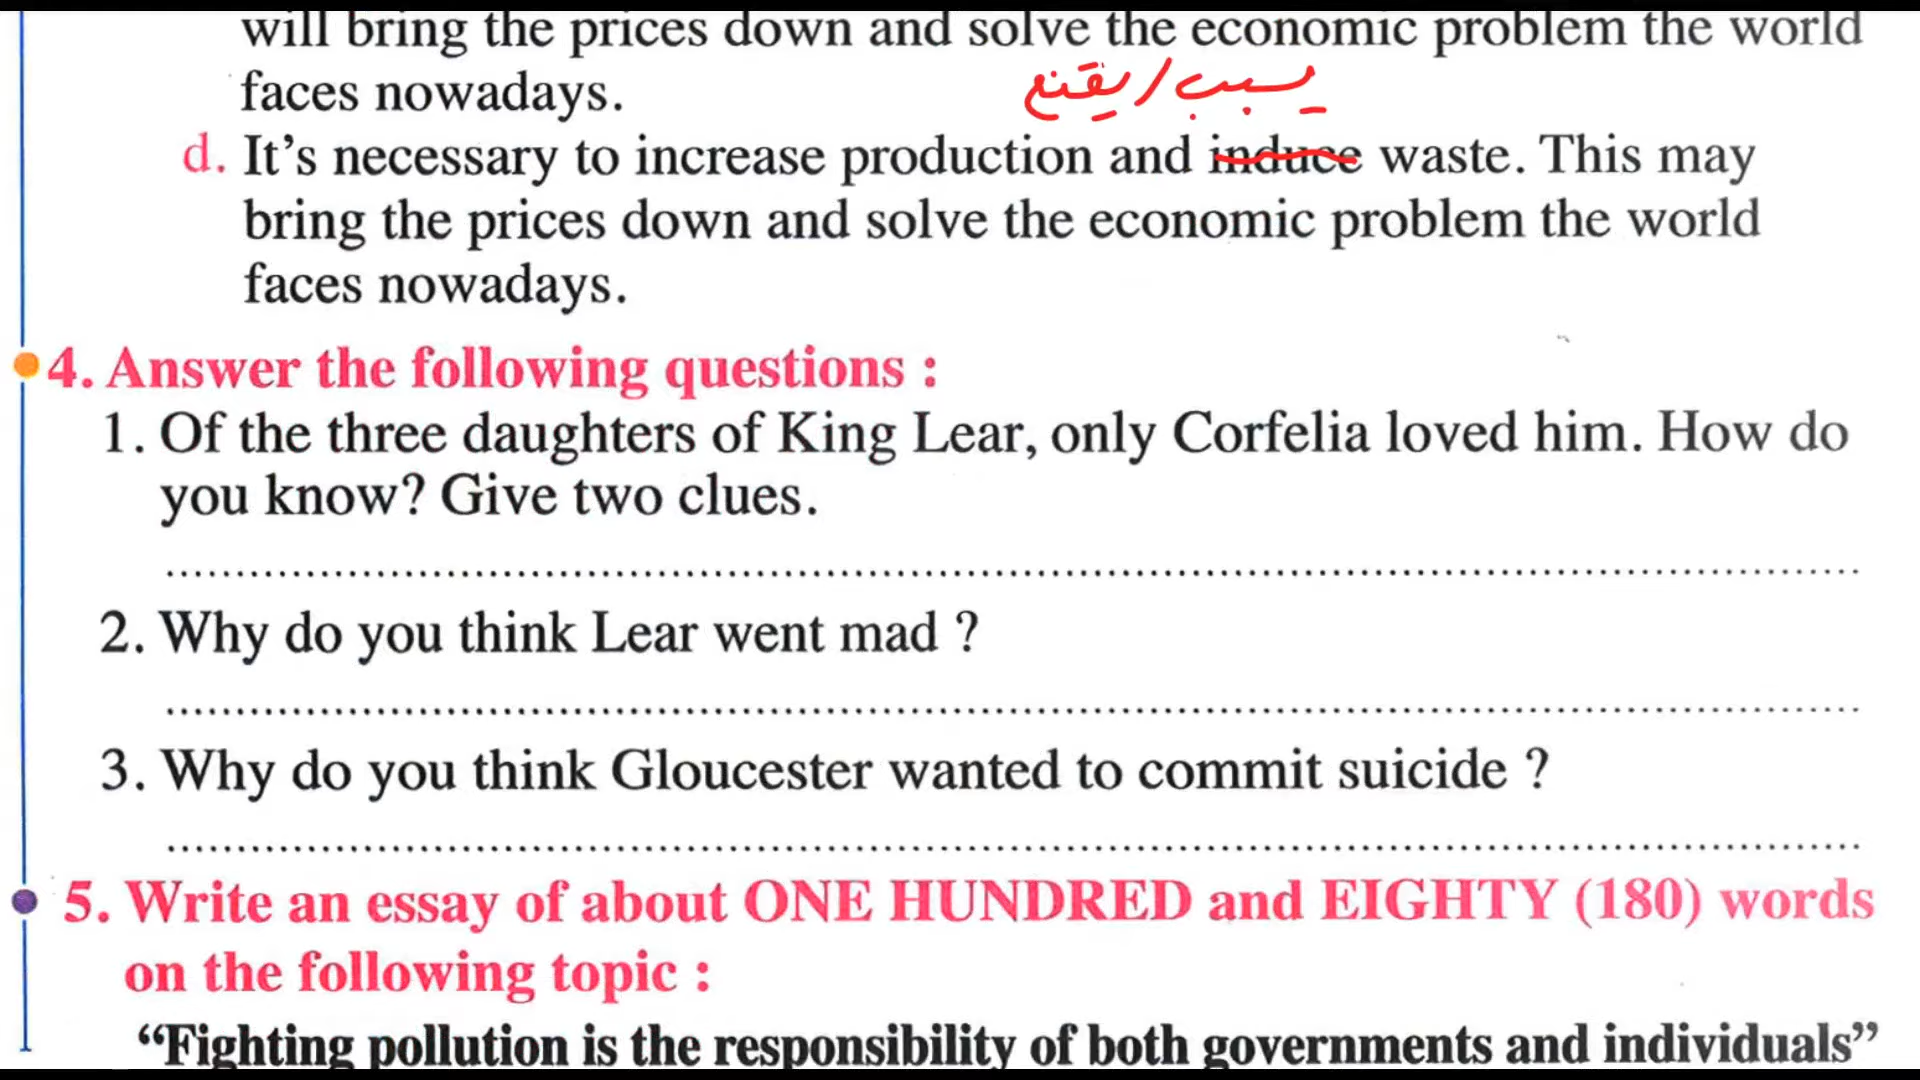 will bring the prices down and solve the economic problem the world
faces nowadays.
يسبب / يقنع
d. It's necessary to increase production and induce waste. This may
bring the prices down and solve the economic problem the world
faces nowadays.
4. Answer the following questions :
1. Of the three daughters of King Lear, only Corfelia loved him. How do
you know? Give two clues.
2. Why do you think Lear went mad ?
3. Why do you think Gloucester wanted to commit suicide ?
5. Write an essay of about ONE HUNDRED and EIGHTY (180) words
on the following topic :
“Fighting pollution is the responsibility of both governments and individuals”